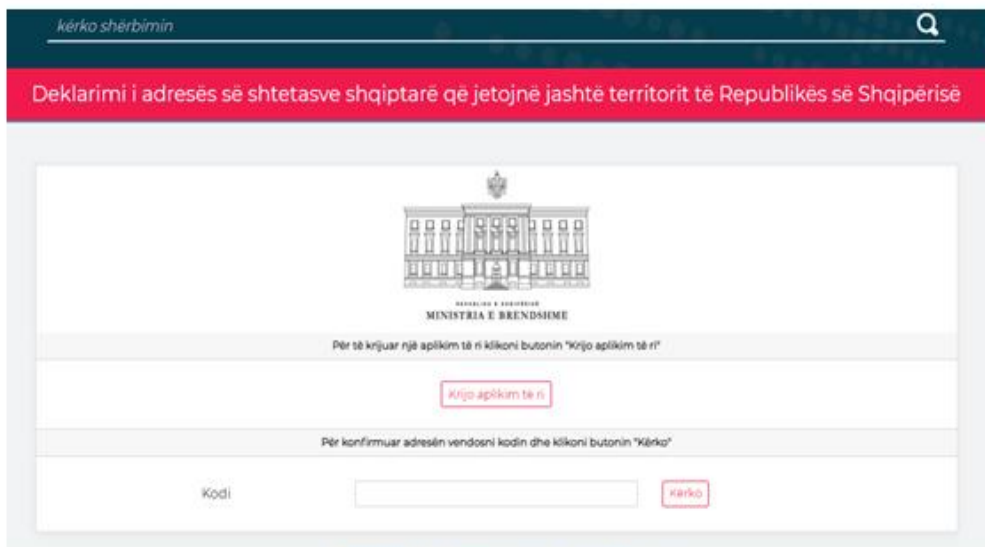 kërko shërbimin
Deklarimi i adresës së shtetasve shqiptarë që jetojnë jashtë territorit të Republikës së Shqipërisë
REPUBLIKA E SHQIPËRISË
MINISTRIA E BRENDSHME
Për të krijuar një aplikim të ri klikoni butonin "Krijo aplikim të ri"
Krijo aplikim të ri
Për konfirmuar adresën vendosni kodin dhe klikoni butonin "Kërko"
Kodi
Kërko